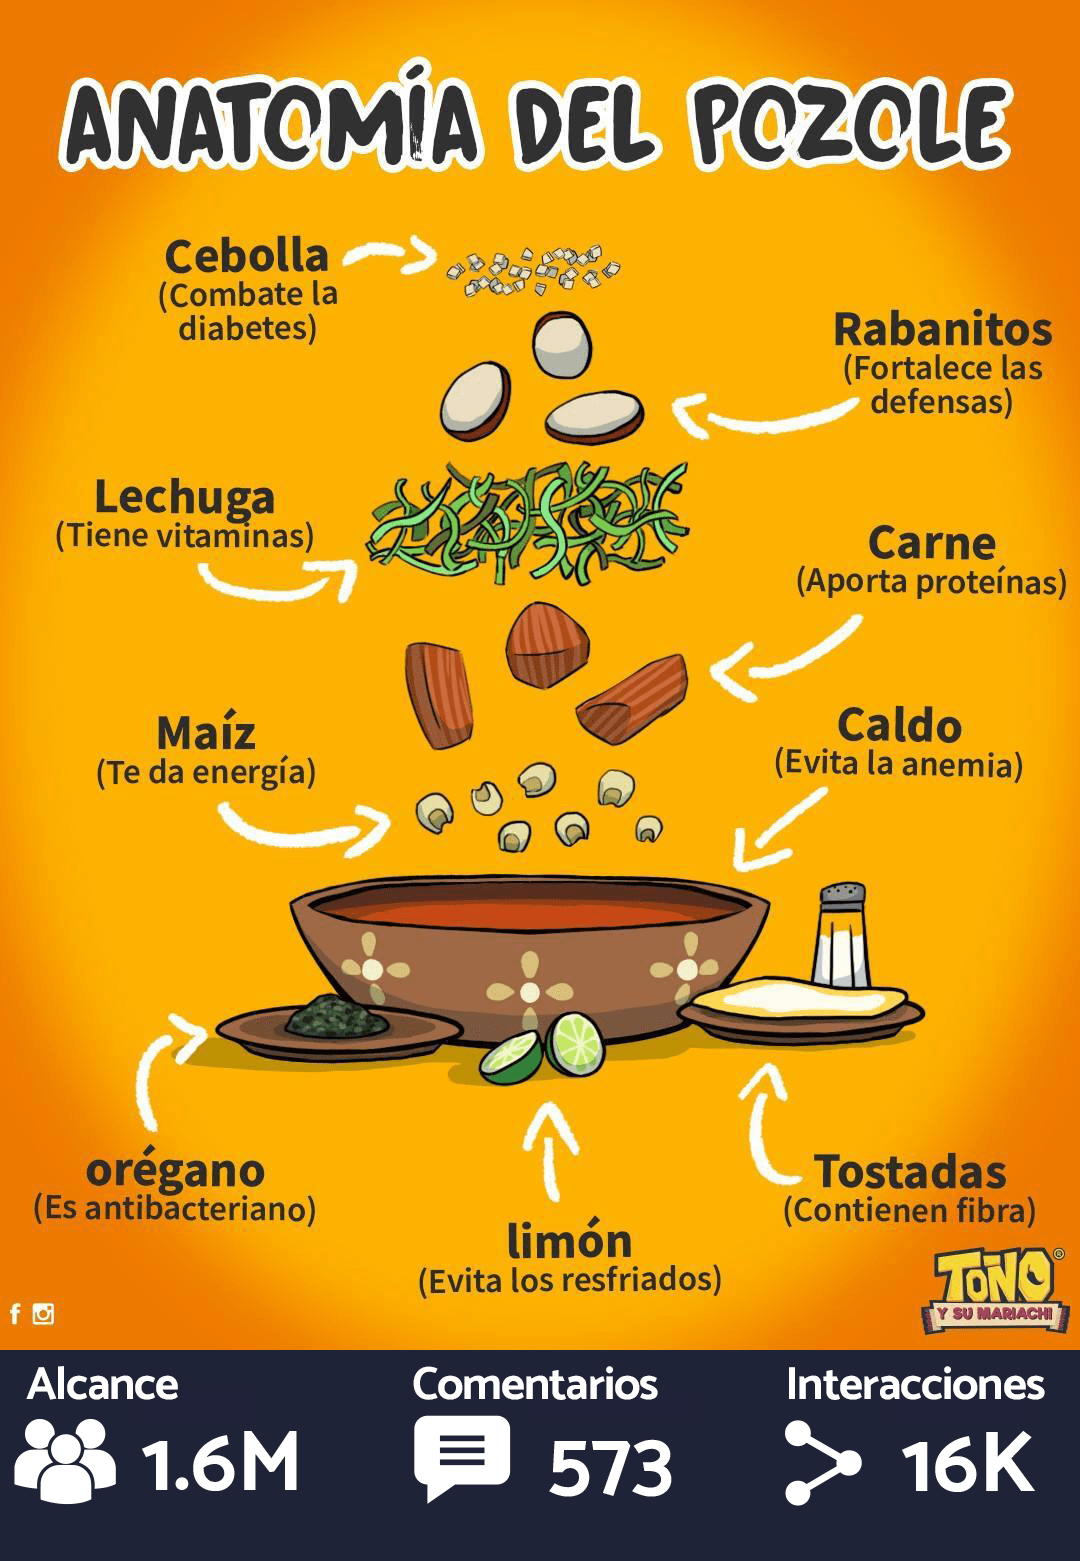 ANATOMÍA DEL POZOLE
Cebolla
(Combate la
diabetes)
Rabanitos
(Fortalece las
defensas)
Lechuga
(Tiene vitaminas)
Carne
(Aporta proteínas)
Maíz
(Te da energía)
Caldo
(Evita la anemia)
orégano
(Es antibacteriano)
limón
(Evita los resfriados)
Tostadas
(Contienen fibra)
TOÑO®
Y SU MARIACHI
f
Alcance
1.6M
Comentarios
573
Interacciones
16K